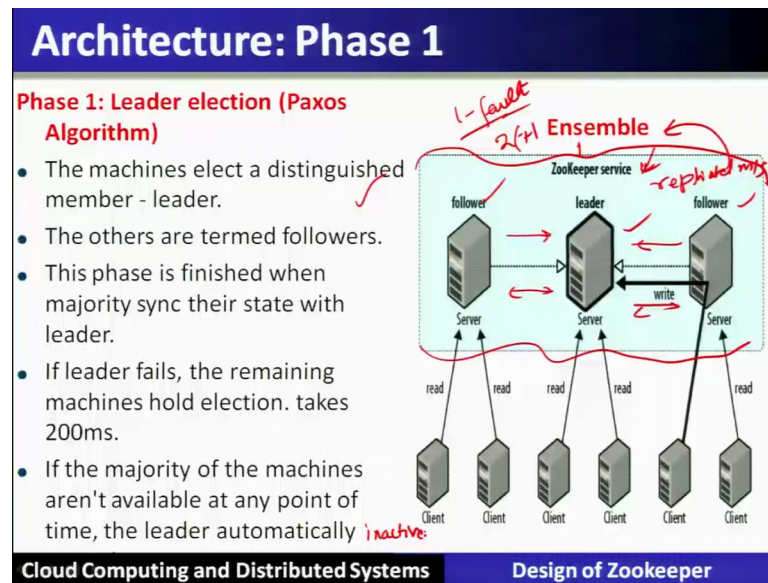 Architecture: Phase 1
Phase 1: Leader election (Paxos
Algorithm)
• The machines elect a distinguished
member - leader.
• The others are termed followers.
• This phase is finished when
majority sync their state with
leader.
• If leader fails, the remaining
machines hold election. takes
200ms.
• If the majority of the machines
aren't available at any point of
time, the leader automatically inactive.
1-fault
2f+1 Ensemble
ZooKeeper service
replicated
follower leader follower
write
Server Server Server
read read read read read
Client Client Client Client Client Client
Cloud Computing and Distributed Systems Design of Zookeeper